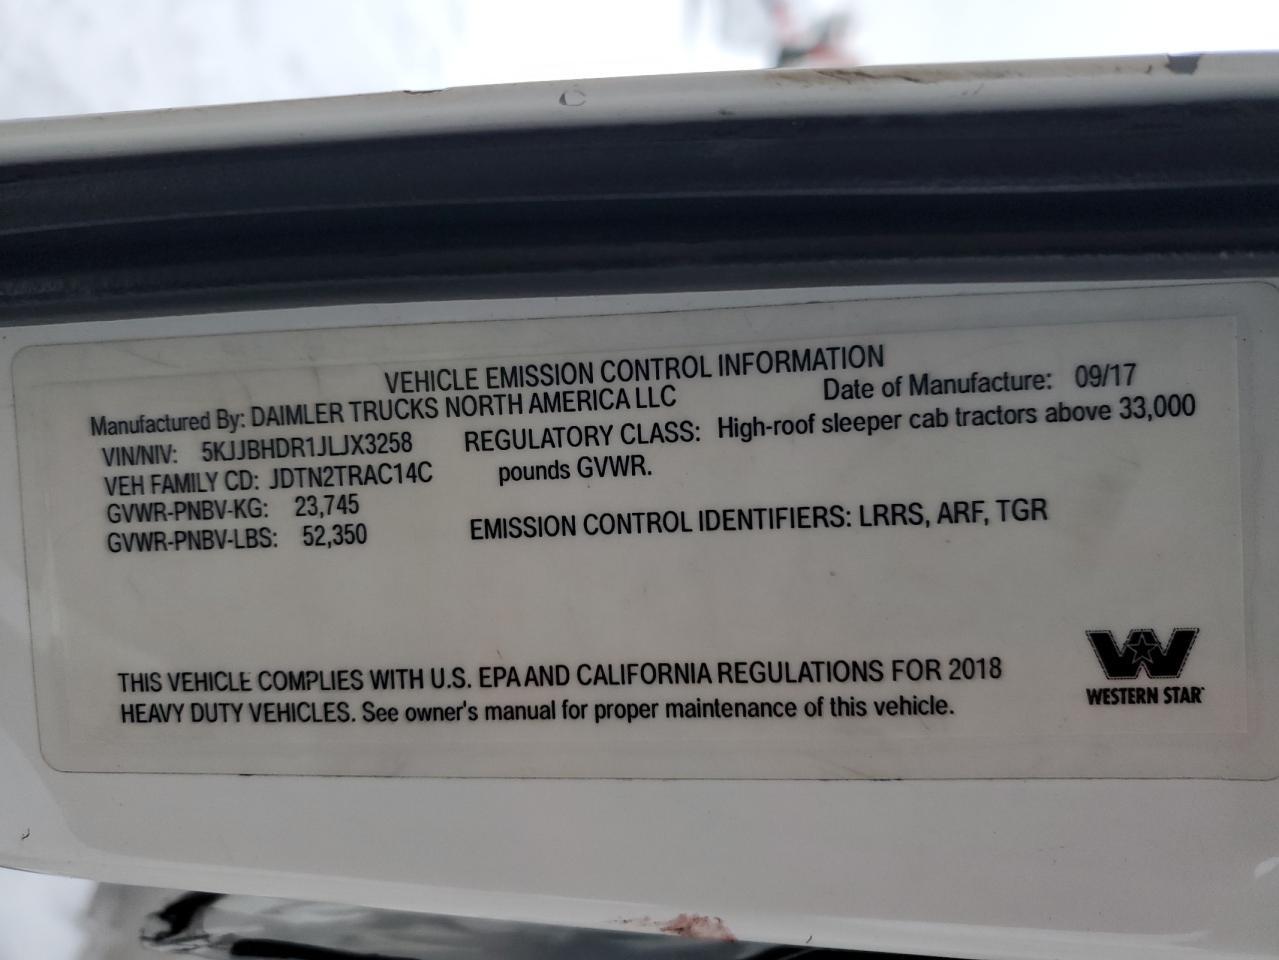 VEHICLE EMISSION CONTROL INFORMATION
Manufactured By: DAIMLER TRUCKS NORTH AMERICA LLC Date of Manufacture: 09/17
VIN/NIV: 5KJJBHDR1JLJX3258 REGULATORY CLASS: High-roof sleeper cab tractors above 33,000
VEH FAMILY CD: JDTN2TRAC14C pounds GVWR.
GVWR-PNBV-KG: 23,745
GVWR-PNBV-LBS: 52,350 EMISSION CONTROL IDENTIFIERS: LRRS, ARF, TGR
THIS VEHICLE COMPLIES WITH U.S. EPA AND CALIFORNIA REGULATIONS FOR 2018
HEAVY DUTY VEHICLES. See owner's manual for proper maintenance of this vehicle.
WESTERN STAR